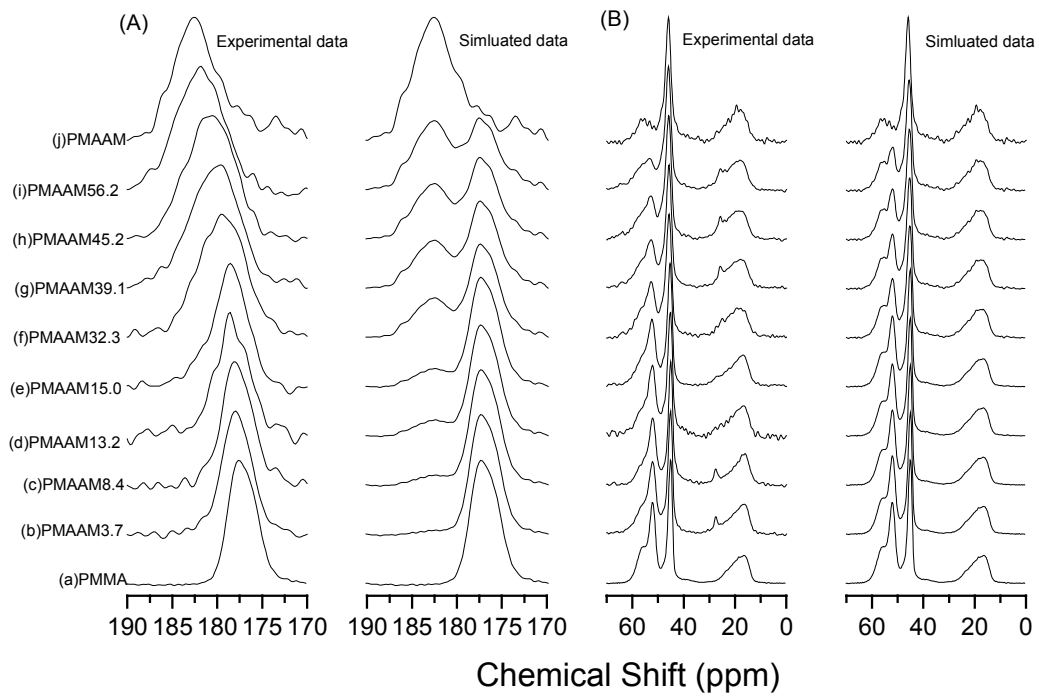 (A)
Experimental data
Simluated data
(B)
Experimental data
Simluated data
(j)PMAAM
(i)PMAAM56.2
(h)PMAAM45.2
(g)PMAAM39.1
(f)PMAAM32.3
(e)PMAAM15.0
(d)PMAAM13.2
(c)PMAAM8.4
(b)PMAAM3.7
(a)PMMA
190 185 180 175 170
190 185 180 175 170
60 40 20 0
60 40 20 0
Chemical Shift (ppm)